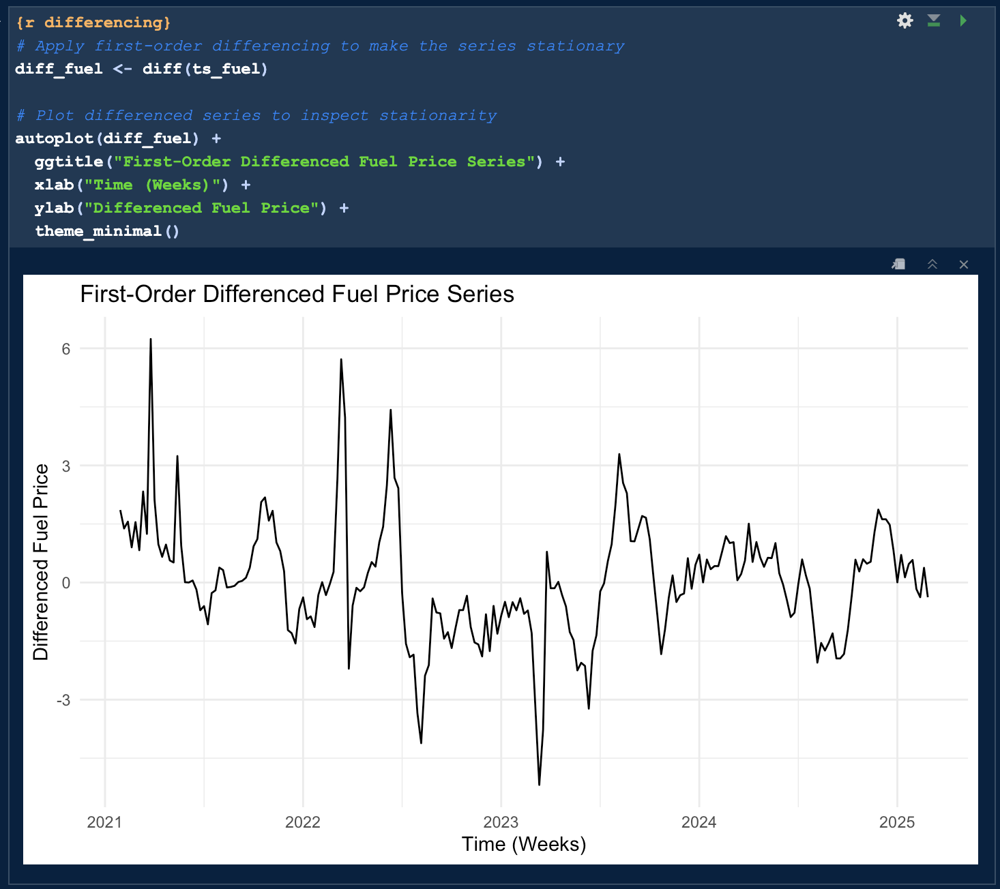 {r differencing}
# Apply first-order differencing to make the series stationary
diff_fuel <- diff(ts_fuel)
# Plot differenced series to inspect stationarity
autoplot(diff_fuel) +
ggtitle("First-Order Differenced Fuel Price Series") +
xlab("Time (Weeks)") +
ylab("Differenced Fuel Price") +
theme_minimal()
First-Order Differenced Fuel Price Series
Differenced Fuel Price
6
3
0
-3
2021 2022 2023 2024 2025
Time (Weeks)